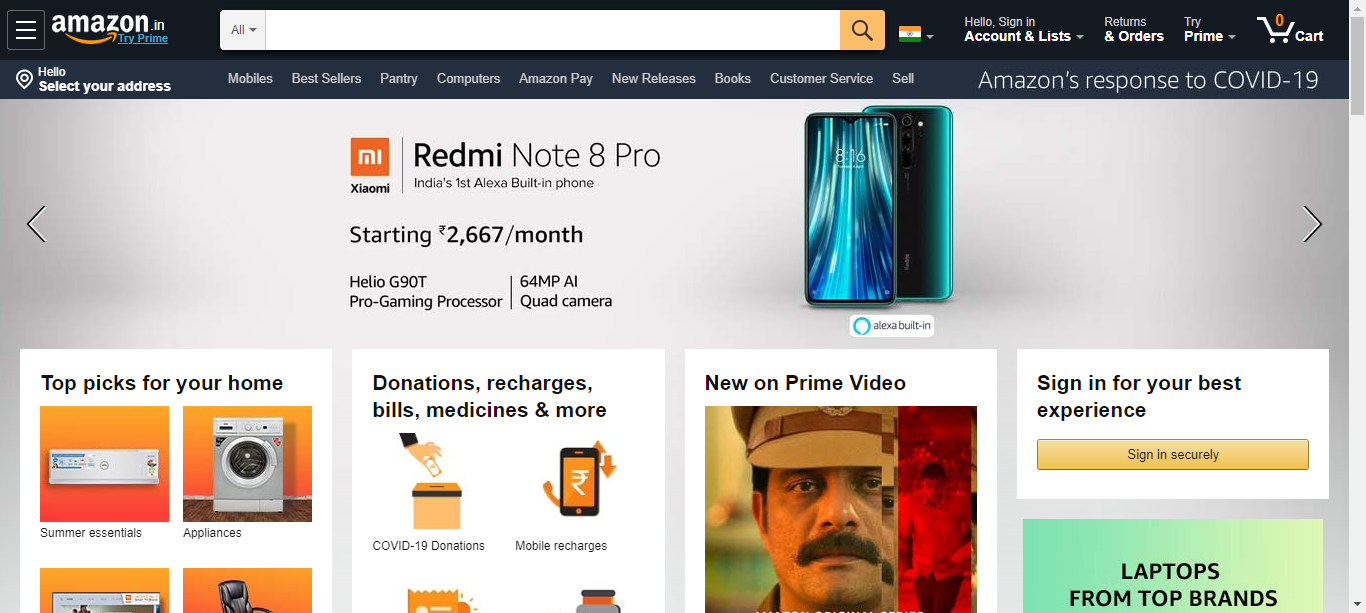 amazon.in
Try Prime
All
Hello, Sign in
Account & Lists
Returns
& Orders
Try
Prime
0
Cart
Hello
Select your address
Mobiles
Best Sellers
Pantry
Computers
Amazon Pay
New Releases
Books
Customer Service
Sell
Amazon's response to COVID-19
mi
Xiaomi
Redmi Note 8 Pro
India's 1st Alexa Built-in phone
Starting ₹2,667/month
Helio G90T
Pro-Gaming Processor
64MP AI
Quad camera
8:16
Redmi
alexa built-in
Top picks for your home
Summer essentials
Appliances
Donations, recharges,
bills, medicines & more
₹
COVID-19 Donations
Mobile recharges
New on Prime Video
AMAZON ORIGINAL SERIES
Sign in for your best
experience
Sign in securely
LAPTOPS
FROM TOP BRANDS